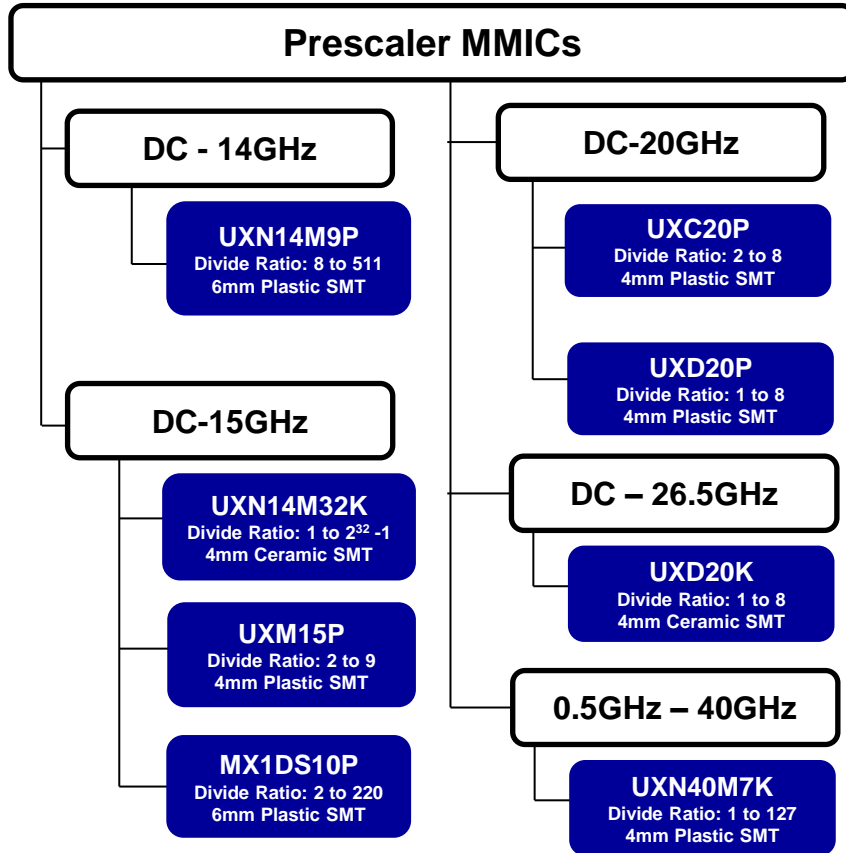 Prescaler MMICs
DC - 14GHz
UXN14M9P
Divide Ratio: 8 to 511
6mm Plastic SMT
DC-15GHz
UXN14M32K
Divide Ratio: 1 to 2³² -1
4mm Ceramic SMT
UXM15P
Divide Ratio: 2 to 9
4mm Plastic SMT
MX1DS10P
Divide Ratio: 2 to 220
6mm Plastic SMT
DC-20GHz
UXC20P
Divide Ratio: 2 to 8
4mm Plastic SMT
UXD20P
Divide Ratio: 1 to 8
4mm Plastic SMT
DC – 26.5GHz
UXD20K
Divide Ratio: 1 to 8
4mm Ceramic SMT
0.5GHz – 40GHz
UXN40M7K
Divide Ratio: 1 to 127
4mm Plastic SMT